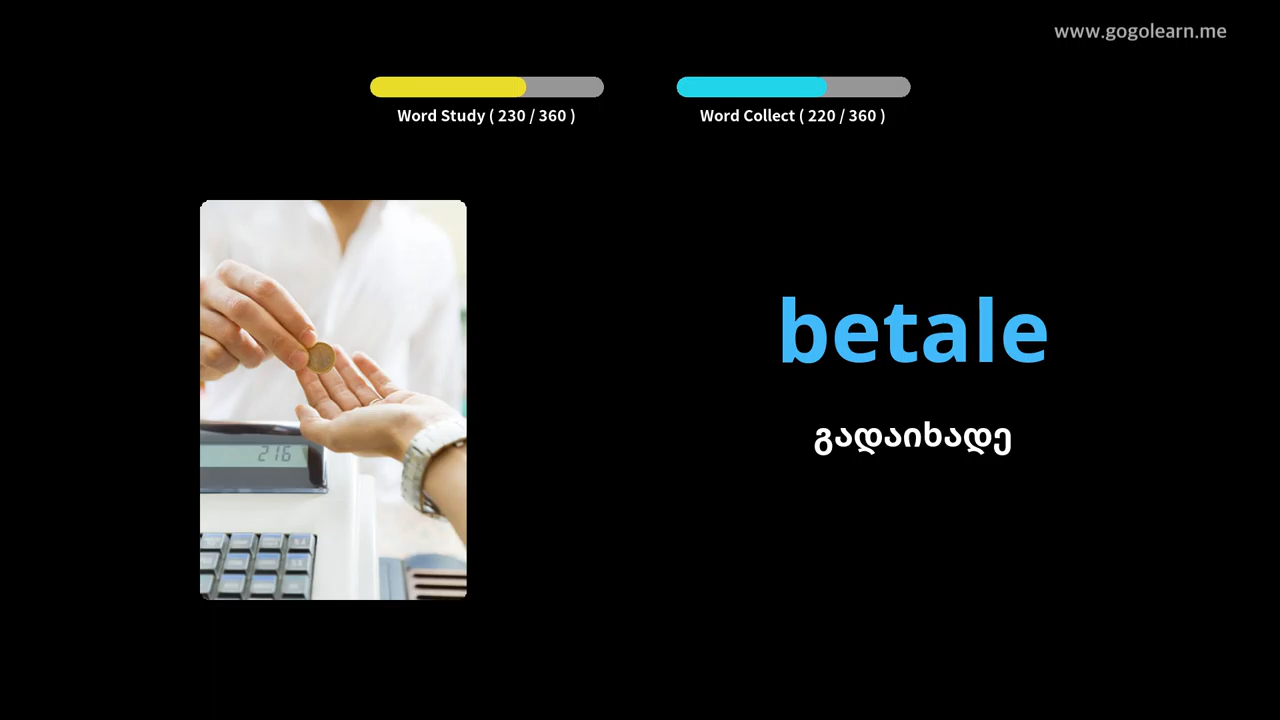 www.gogolearn.me
Word Study ( 230 / 360 )
Word Collect ( 220 / 360 )
betale
გადაიხადე
216